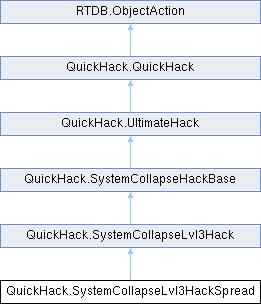 RTDB.ObjectAction
QuickHack.QuickHack
QuickHack.UltimateHack
QuickHack.SystemCollapseHackBase
QuickHack.SystemCollapseLvl3Hack
QuickHack.SystemCollapseLvl3HackSpread